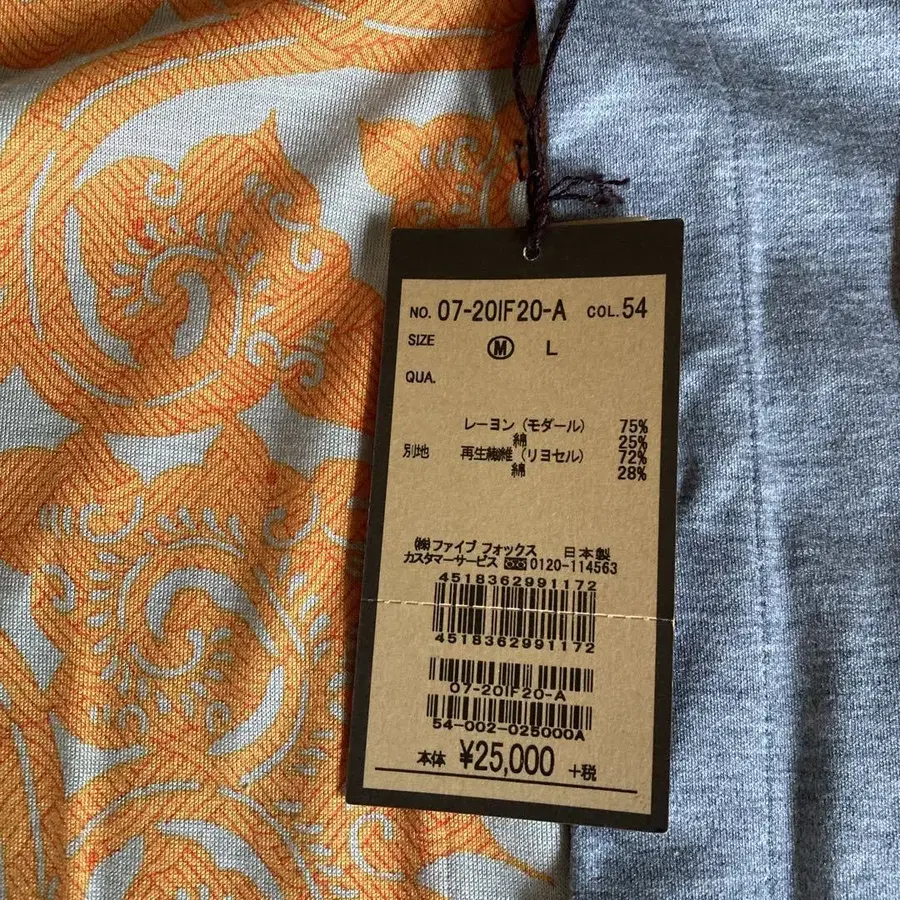 NO. 07-20IF20-A COL. 54
SIZE M L
QUA.
レーヨン (モダール) 75%
綿 25%
別地 再生繊維 (リヨセル) 72%
綿 28%
㈱ファイブ フォックス 日本製
カスタマーサービス 0120-114563
4518362991172
4518362991172
07-20IF20-A
54-002-025000A
本体 ¥25,000 +税